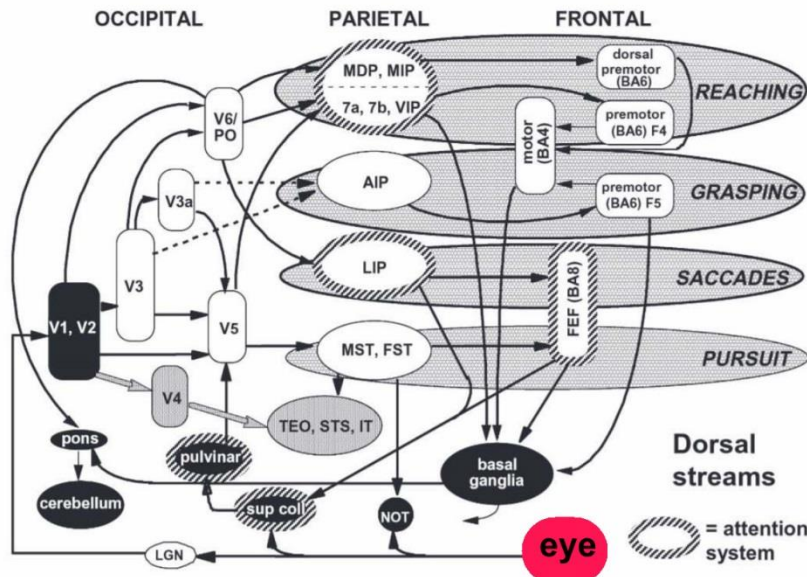 OCCIPITAL PARIETAL FRONTAL
MDP, MIP
7a, 7b, VIP
dorsal
premotor
(BA6)
REACHING
V6/
PO
premotor
(BA6) F4
motor
(BA4)
V3a
AIP
premotor
(BA6) F5
GRASPING
V3
LIP
FEF (BA8)
SACCADES
V1, V2
V5
MST, FST
PURSUIT
V4
TEO, STS, IT
pons
pulvinar
basal
ganglia
Dorsal
streams
cerebellum
sup coll
NOT
eye
= attention
system
LGN